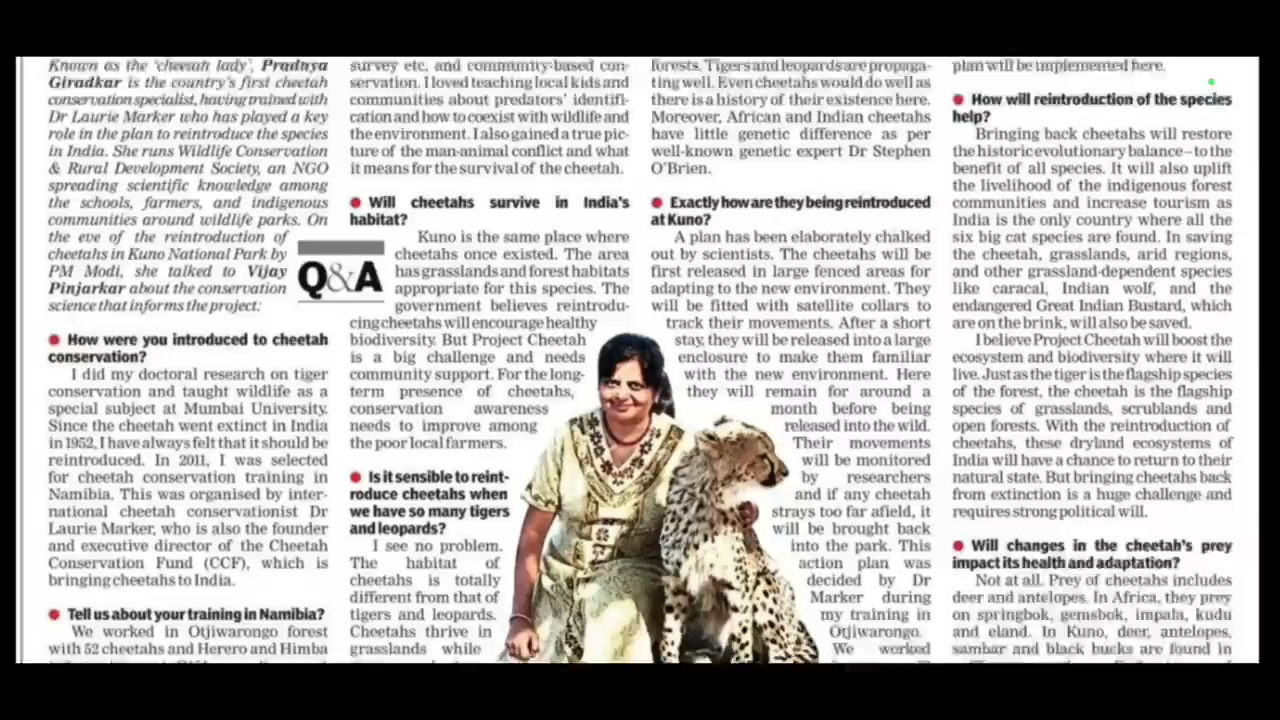 Known as the 'cheetah lady', Pradnya
Giradkar is the country's first cheetah
conservation specialist, having trained with
Dr Laurie Marker who has played a key
role in the plan to reintroduce the species
in India. She runs Wildlife Conservation
& Rural Development Society, an NGO
spreading scientific knowledge among
the schools, farmers, and indigenous
communities around wildlife parks. On
the eve of the reintroduction of
cheetahs in Kuno National Park by
PM Modi, she talked to Vijay
Pinjarkar about the conservation
science that informs the project:
Q&A
● How were you introduced to cheetah
conservation?
I did my doctoral research on tiger
conservation and taught wildlife as a
special subject at Mumbai University.
Since the cheetah went extinct in India
in 1952, I have always felt that it should be
reintroduced. In 2011, I was selected
for cheetah conservation training in
Namibia. This was organised by inter-
national cheetah conservationist Dr
Laurie Marker, who is also the founder
and executive director of the Cheetah
Conservation Fund (CCF), which is
bringing cheetahs to India.
● Tell us about your training in Namibia?
We worked in Otjiwarongo forest
with 52 cheetahs and Herero and Himba
survey etc. and community-based con-
servation. I loved teaching local kids and
communities about predators' identifi-
cation and how to coexist with wildlife and
the environment. I also gained a true pic-
ture of the man-animal conflict and what
it means for the survival of the cheetah.
● Will cheetahs survive in India's
habitat?
Kuno is the same place where
cheetahs once existed. The area
has grasslands and forest habitats
appropriate for this species. The
government believes reintrodu-
cing cheetahs will encourage healthy
biodiversity. But Project Cheetah
is a big challenge and needs
community support. For the long-
term presence of cheetahs,
conservation awareness
needs to improve among
the poor local farmers.
● Is it sensible to reint-
roduce cheetahs when
we have so many tigers
and leopards?
I see no problem.
The habitat of
cheetahs is totally
different from that of
tigers and leopards.
Cheetahs thrive in
grasslands while
forests. Tigers and leopards are propaga-
ting well. Even cheetahs would do well as
there is a history of their existence here.
Moreover, African and Indian cheetahs
have little genetic difference as per
well-known genetic expert Dr Stephen
O'Brien.
● Exactly how are they being reintroduced
at Kuno?
A plan has been elaborately chalked
out by scientists. The cheetahs will be
first released in large fenced areas for
adapting to the new environment. They
will be fitted with satellite collars to
track their movements. After a short
stay, they will be released into a large
enclosure to make them familiar
with the new environment. Here
they will remain for around a
month before being
released into the wild.
Their movements
will be monitored
by researchers
and if any cheetah
strays too far afield, it
will be brought back
into the park. This
action plan was
decided by Dr
Marker during
my training in
Otjiwarongo.
We worked
plan will be implemented here.
● How will reintroduction of the species
help?
Bringing back cheetahs will restore
the historic evolutionary balance – to the
benefit of all species. It will also uplift
the livelihood of the indigenous forest
communities and increase tourism as
India is the only country where all the
six big cat species are found. In saving
the cheetah, grasslands, arid regions,
and other grassland-dependent species
like caracal, Indian wolf, and the
endangered Great Indian Bustard, which
are on the brink, will also be saved.
I believe Project Cheetah will boost the
ecosystem and biodiversity where it will
live. Just as the tiger is the flagship species
of the forest, the cheetah is the flagship
species of grasslands, scrublands and
open forests. With the reintroduction of
cheetahs, these dryland ecosystems of
India will have a chance to return to their
natural state. But bringing cheetahs back
from extinction is a huge challenge and
requires strong political will.
● Will changes in the cheetah's prey
impact its health and adaptation?
Not at all. Prey of cheetahs includes
deer and antelopes. In Africa, they prey
on springbok, gemsbok, impala, kudu
and eland. In Kuno, deer, antelopes,
sambar and black bucks are found in